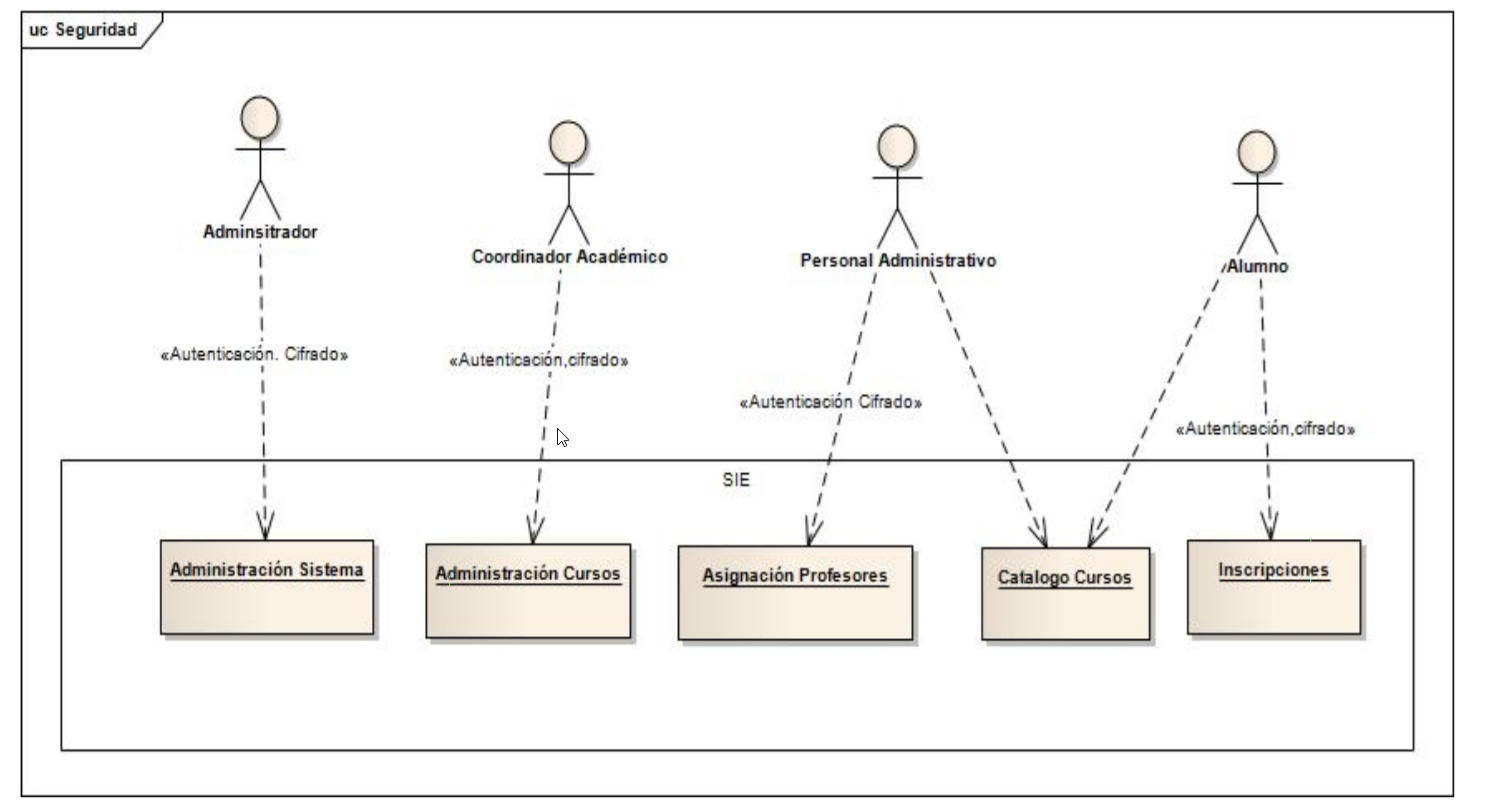 uc Seguridad
Adminsitrador
Coordinador Académico
Personal Administrativo
Alumno
«Autenticación. Cifrado»
«Autenticación,cifrado»
«Autenticación Cifrado»
«Autenticación,cifrado»
SIE
Administración Sistema
Administración Cursos
Asignación Profesores
Catalogo Cursos
Inscripciones